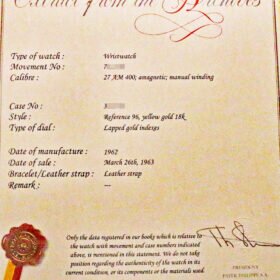 Extract from the Archives
Type of watch : Wristwatch
Movement No : 7
Calibre : 27 AM 400; amagnetic; manual winding
Case No : 3
Style : Reference 96, yellow gold 18k
Type of dial : Lapped gold indexes
Date of manufacture : 1962
Date of sale : March 26th, 1963
Bracelet/Leather strap : Leather strap
Remark : ---
Only the data registered in our books which is relative to
the watch with movement and case numbers indicated
above, is mentioned in this statement. We do not take
position regarding the authenticity of the watch in its
current condition, or its components or the materials used
PRESIDENT
PATEK PHILIPPE S.A.